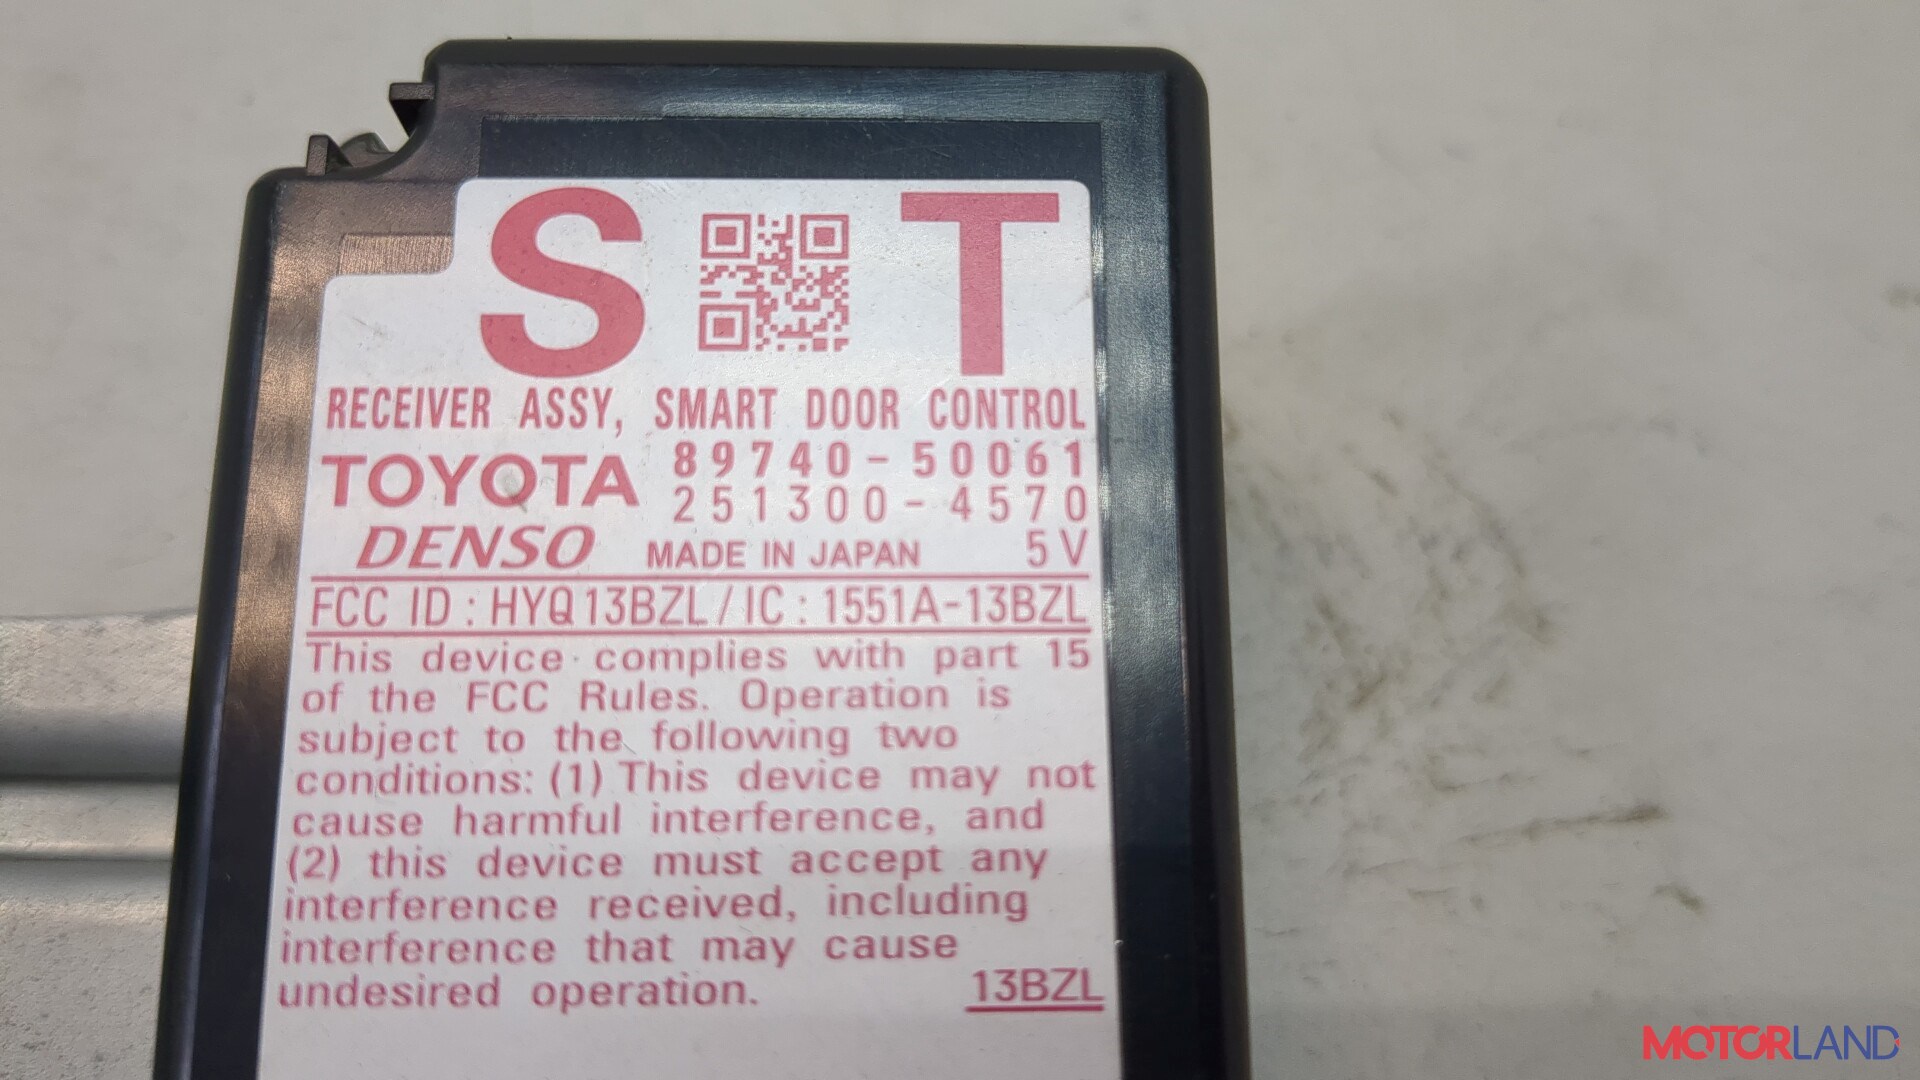 S T
RECEIVER ASSY, SMART DOOR CONTROL
TOYOTA 89740-50061
251300-4570
DENSO MADE IN JAPAN 5V
FCC ID : HYQ13BZL / IC : 1551A-13BZL
This device complies with part 15
of the FCC Rules. Operation is
subject to the following two
conditions: (1) This device may not
cause harmful interference, and
(2) this device must accept any
interference received, including
interference that may cause
undesired operation. 13BZL
MOTORLAND